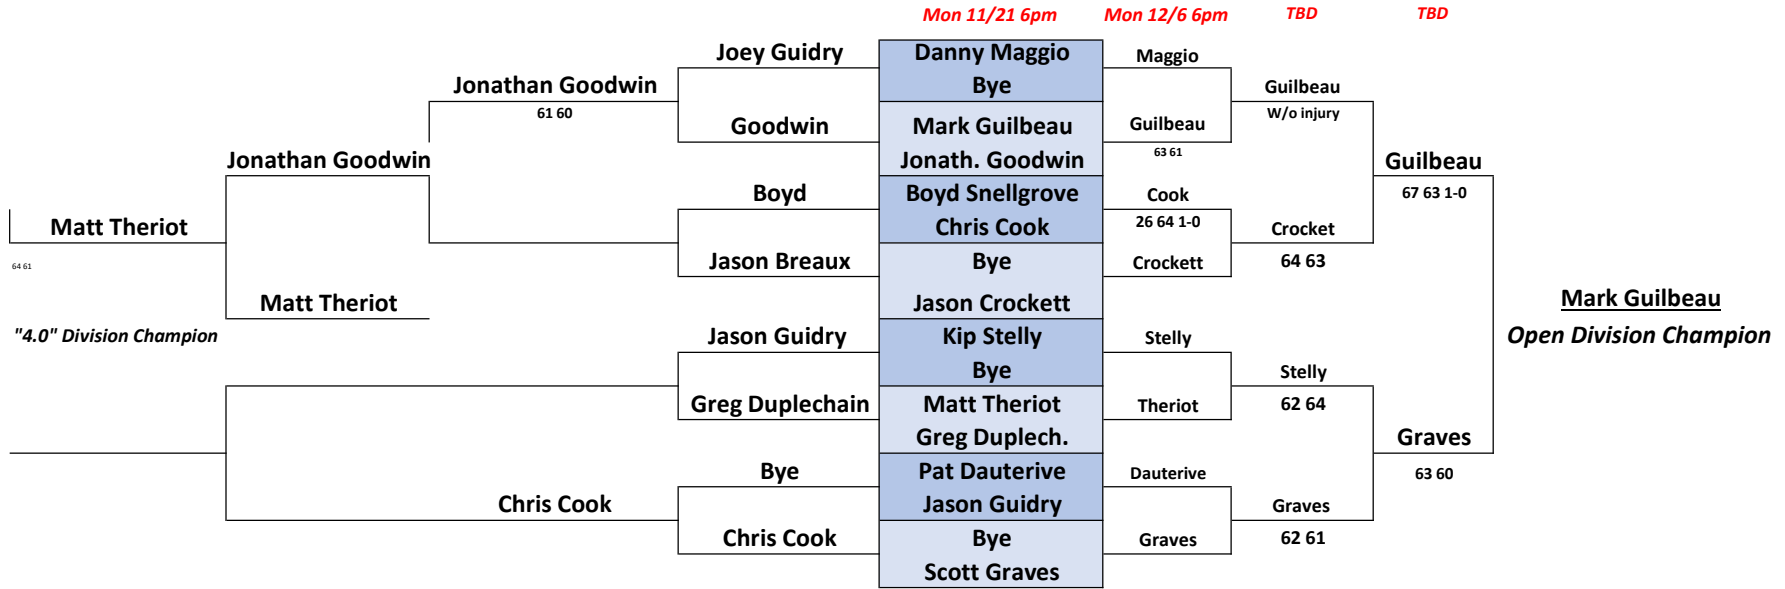 Mon 11/21 6pm Mon 12/6 6pm TBD TBD
Joey Guidry Danny Maggio Maggio
Jonathan Goodwin Bye Guilbeau
61 60 W/o injury
Goodwin Mark Guilbeau Guilbeau
63 61
Jonathan Goodwin Jonath. Goodwin Guilbeau
Boyd Boyd Snellgrove Cook 67 63 1-0
26 64 1-0
Matt Theriot Chris Cook Crocket
64 61 Jason Breaux Bye Crockett 64 63
Matt Theriot Jason Crockett Mark Guilbeau
"4.0" Division Champion Jason Guidry Kip Stelly Stelly Open Division Champion
Bye Stelly
Greg Duplechain Matt Theriot Theriot 62 64
Greg Duplech. Graves
Bye Pat Dauterive Dauterive 63 60
Chris Cook Jason Guidry Graves
Chris Cook Bye Graves 62 61
Scott Graves